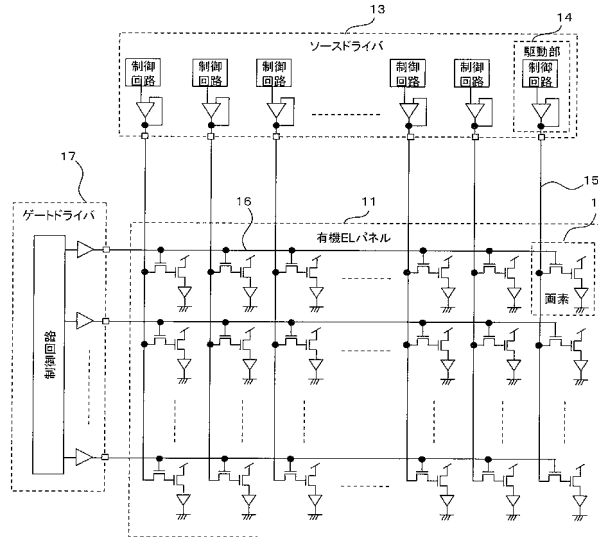 13
14
ソースドライバ
駆動部
制御
回路
制御
回路
制御
回路
制御
回路
制御
回路
制御
回路
17
11
15
1
ゲートドライバ
16
有機ELパネル
画素
制御回路